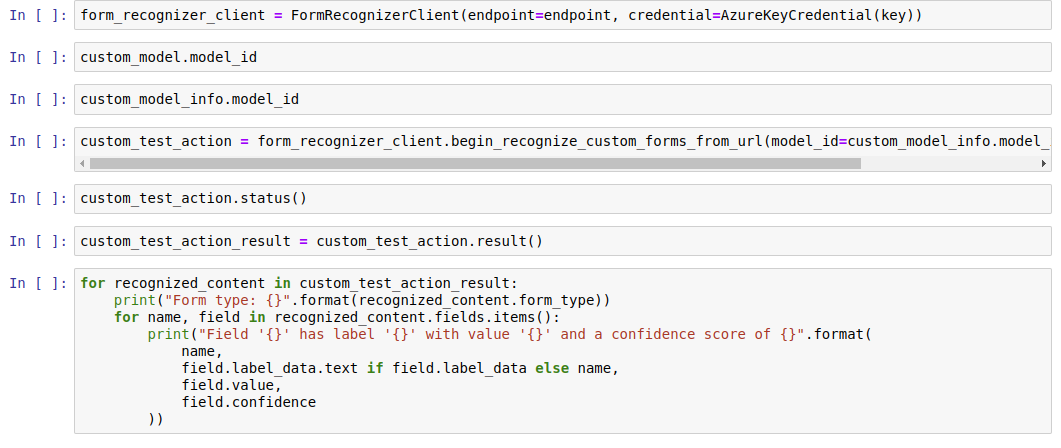 In [ ]: form_recognizer_client = FormRecognizerClient(endpoint=endpoint, credential=AzureKeyCredential(key))
In [ ]: custom_model.model_id
In [ ]: custom_model_info.model_id
In [ ]: custom_test_action = form_recognizer_client.begin_recognize_custom_forms_from_url(model_id=custom_model_info.model_
In [ ]: custom_test_action.status()
In [ ]: custom_test_action_result = custom_test_action.result()
In [ ]: for recognized_content in custom_test_action_result:
    print("Form type: {}".format(recognized_content.form_type))
    for name, field in recognized_content.fields.items():
        print("Field '{}' has label '{}' with value '{}' and a confidence score of {}".format(
            name,
            field.label_data.text if field.label_data else name,
            field.value,
            field.confidence
        ))